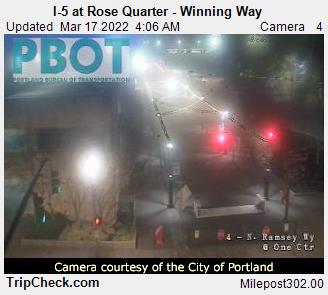 I-5 at Rose Quarter - Winning Way
Updated Mar 17 2022 4:06 AM Camera 4
PBOT
PORTLAND BUREAU OF TRANSPORTATION
4 - N. Ramsey Wy
@ One Ctr
Camera courtesy of the City of Portland
TripCheck.com Milepost302.00